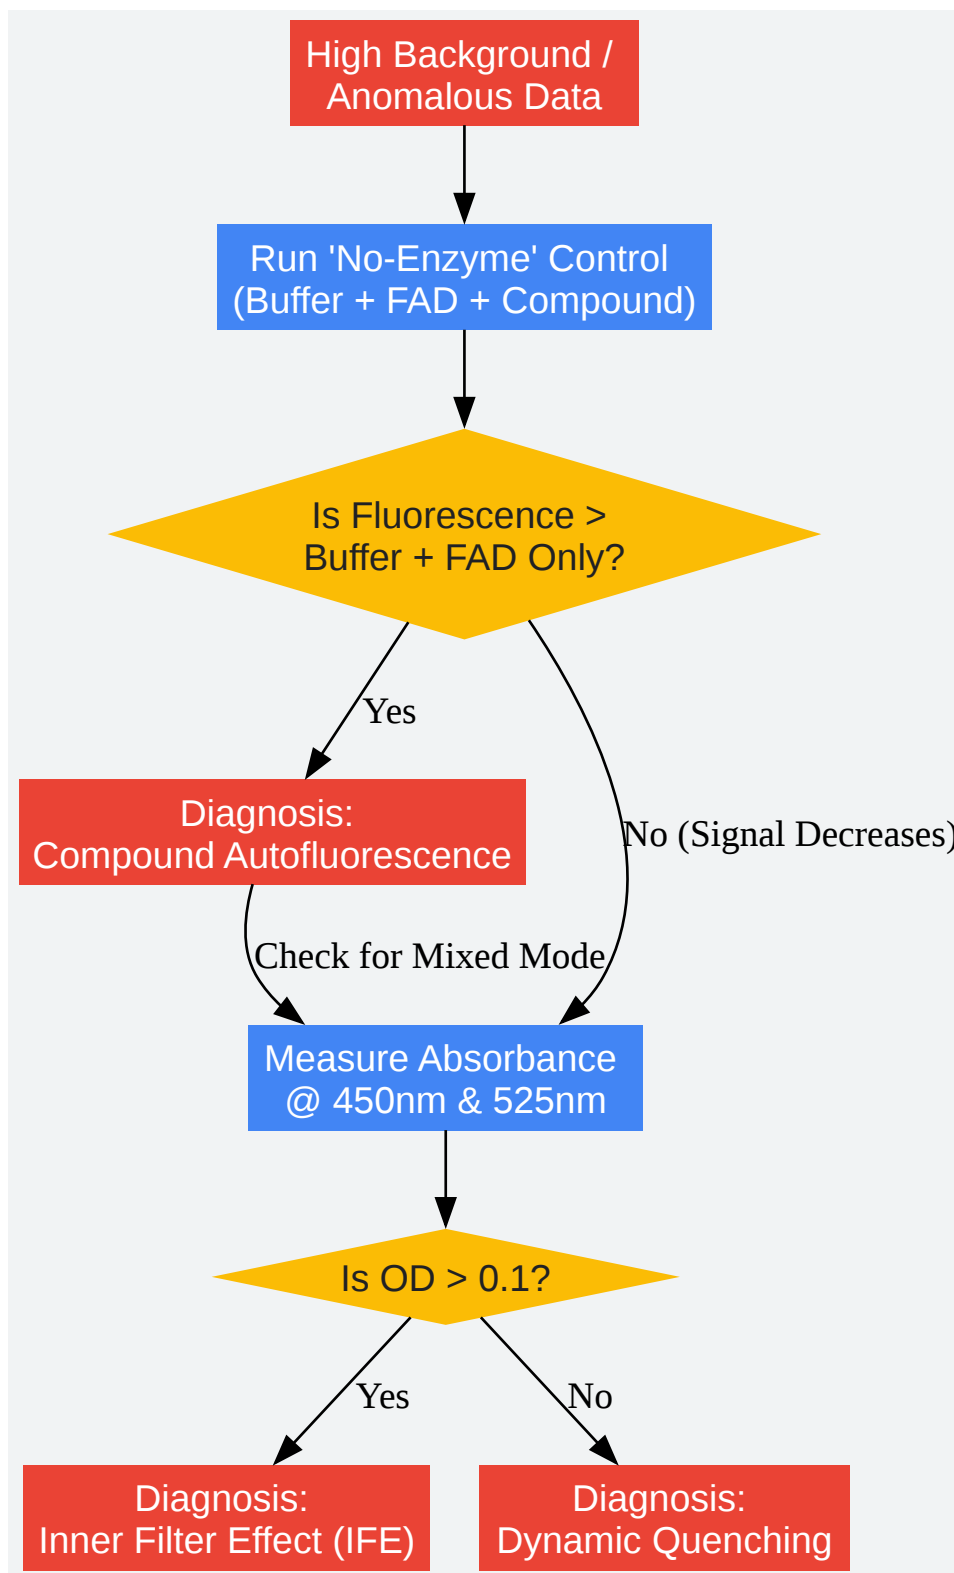 High Background /
Anomalous Data
Run 'No-Enzyme' Control
(Buffer + FAD + Compound)
Is Fluorescence >
Buffer + FAD Only?
Yes
Diagnosis:
Compound Autofluorescence
No (Signal Decreases)
Check for Mixed Mode
Measure Absorbance
@ 450nm & 525nm
Is OD > 0.1?
Yes
No
Diagnosis:
Inner Filter Effect (IFE)
Diagnosis:
Dynamic Quenching